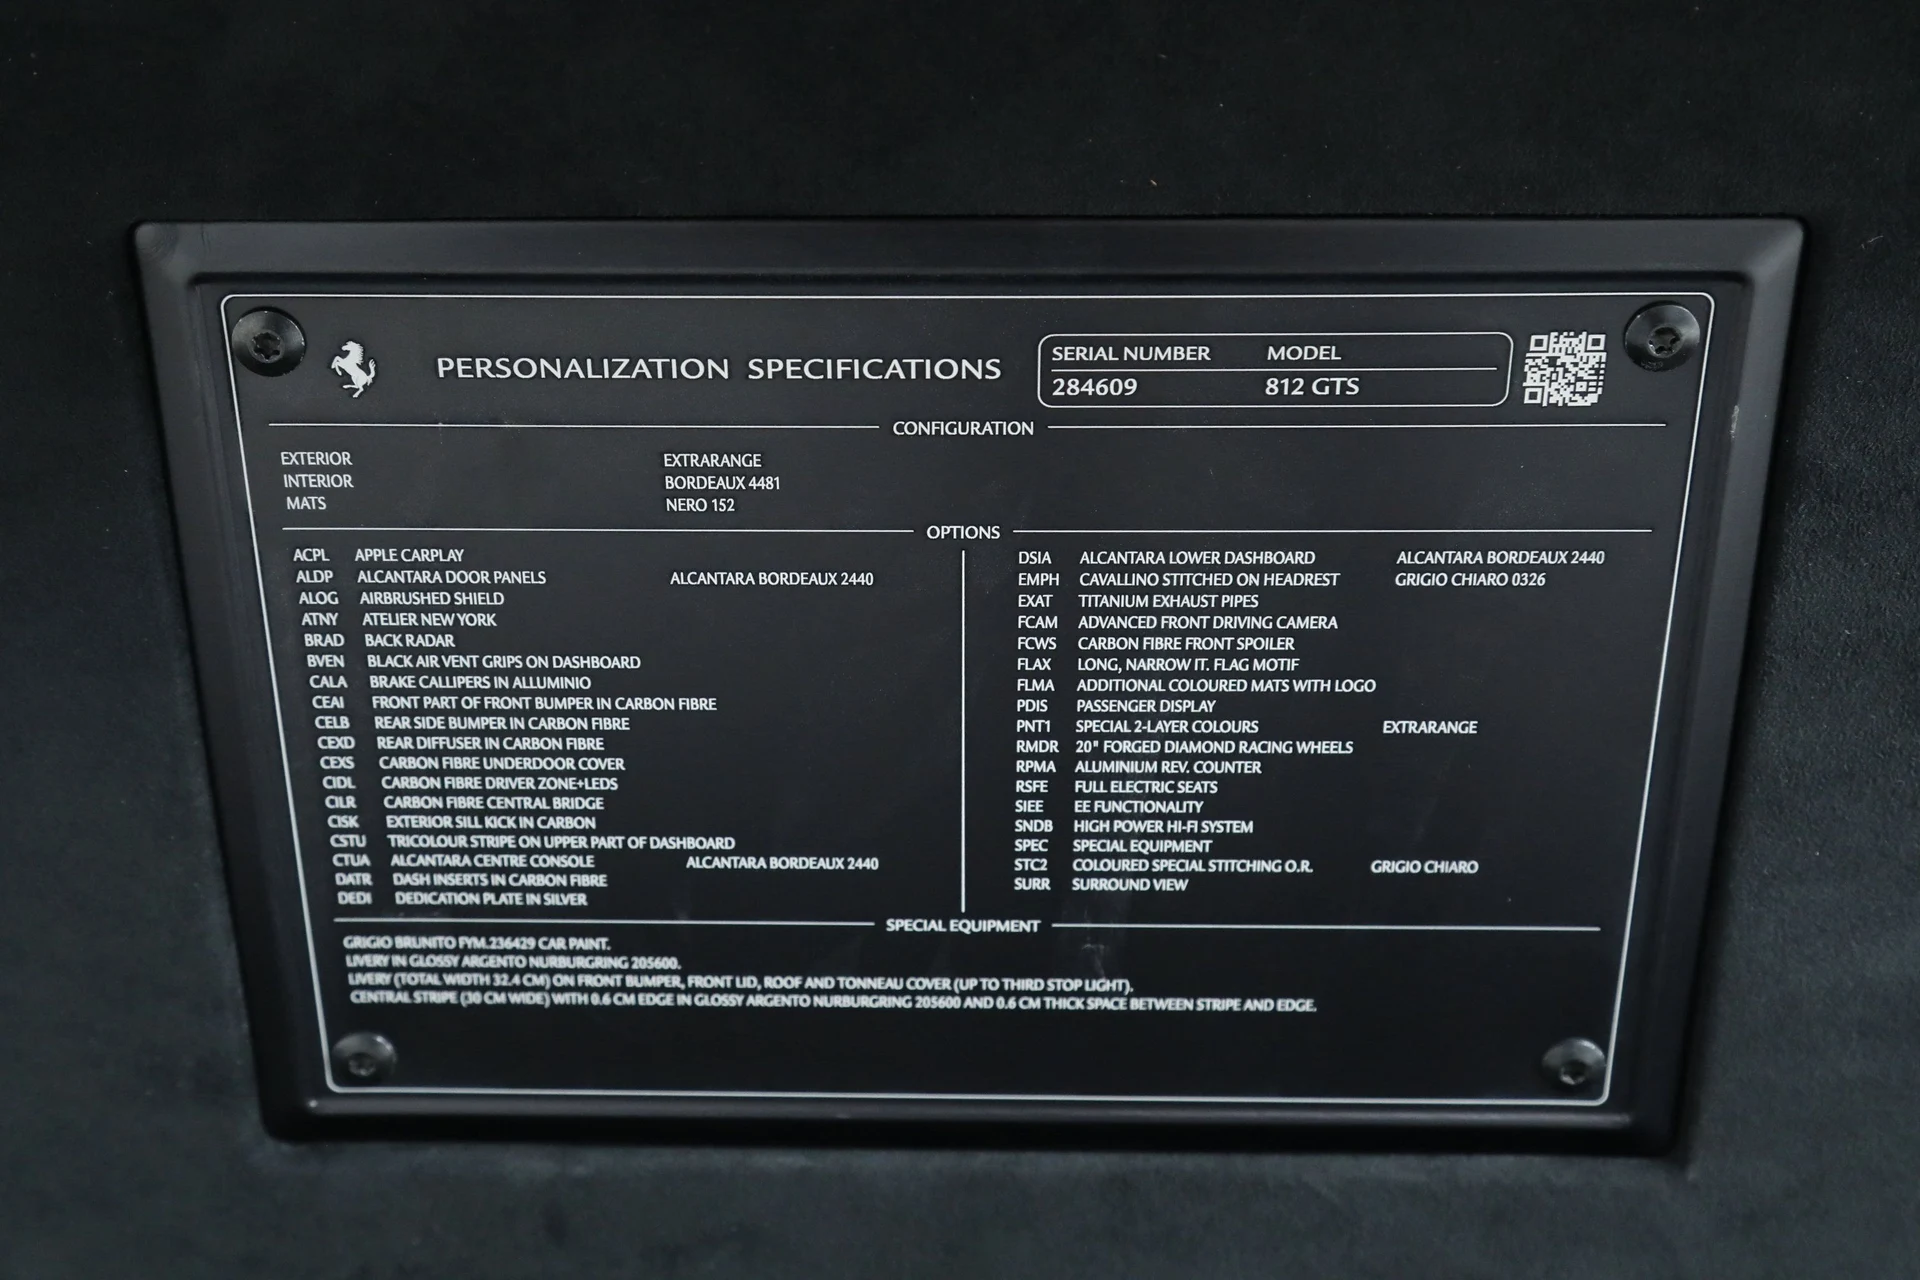 PERSONALIZATION SPECIFICATIONS
SERIAL NUMBER MODEL
284609 812 GTS
CONFIGURATION
EXTERIOR EXTRARANGE
INTERIOR BORDEAUX 4481
MATS NERO 152
OPTIONS
ACPL APPLE CARPLAY
ALDP ALCANTARA DOOR PANELS ALCANTARA BORDEAUX 2440
ALOG AIRBRUSHED SHIELD
ATNY ATELIER NEW YORK
BRAD BACK RADAR
BVEN BLACK AIR VENT GRIPS ON DASHBOARD
CALA BRAKE CALLIPERS IN ALLUMINIO
CEAI FRONT PART OF FRONT BUMPER IN CARBON FIBRE
CELB REAR SIDE BUMPER IN CARBON FIBRE
CEXD REAR DIFFUSER IN CARBON FIBRE
CEXS CARBON FIBRE UNDERDOOR COVER
CIDL CARBON FIBRE DRIVER ZONE+LEDS
CILR CARBON FIBRE CENTRAL BRIDGE
CISK EXTERIOR SILL KICK IN CARBON
CSTU TRICOLOUR STRIPE ON UPPER PART OF DASHBOARD
CTUA ALCANTARA CENTRE CONSOLE ALCANTARA BORDEAUX 2440
DATR DASH INSERTS IN CARBON FIBRE
DEDI DEDICATION PLATE IN SILVER
DSIA ALCANTARA LOWER DASHBOARD ALCANTARA BORDEAUX 2440
EMPH CAVALLINO STITCHED ON HEADREST GRIGIO CHIARO 0326
EXAT TITANIUM EXHAUST PIPES
FCAM ADVANCED FRONT DRIVING CAMERA
FCWS CARBON FIBRE FRONT SPOILER
FLAX LONG, NARROW IT. FLAG MOTIF
FLMA ADDITIONAL COLOURED MATS WITH LOGO
PDIS PASSENGER DISPLAY
PNT1 SPECIAL 2-LAYER COLOURS EXTRARANGE
RMDR 20" FORGED DIAMOND RACING WHEELS
RPMA ALUMINIUM REV. COUNTER
RSFE FULL ELECTRIC SEATS
SIEE EE FUNCTIONALITY
SNDB HIGH POWER HI-FI SYSTEM
SPEC SPECIAL EQUIPMENT
STC2 COLOURED SPECIAL STITCHING O.R. GRIGIO CHIARO
SURR SURROUND VIEW
SPECIAL EQUIPMENT
GRIGIO BRUNITO FYM.236429 CAR PAINT.
LIVERY IN GLOSSY ARGENTO NURBURGRING 205600.
LIVERY (TOTAL WIDTH 32.4 CM) ON FRONT BUMPER, FRONT LID, ROOF AND TONNEAU COVER (UP TO THIRD STOP LIGHT).
CENTRAL STRIPE (30 CM WIDE) WITH 0.6 CM EDGE IN GLOSSY ARGENTO NURBURGRING 205600 AND 0.6 CM THICK SPACE BETWEEN STRIPE AND EDGE.